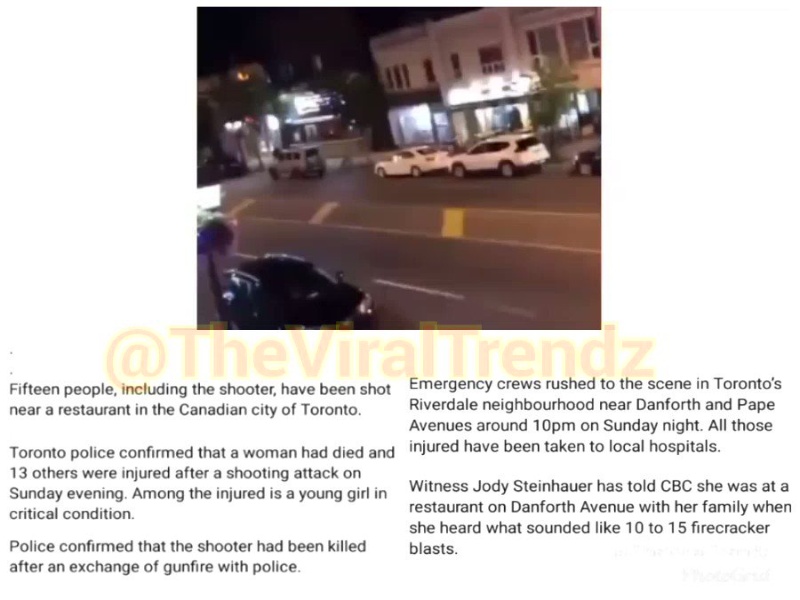 @TheViralTrendz
.
.
Fifteen people, including the shooter, have been shot
near a restaurant in the Canadian city of Toronto.
Toronto police confirmed that a woman had died and
13 others were injured after a shooting attack on
Sunday evening. Among the injured is a young girl in
critical condition.
Police confirmed that the shooter had been killed
after an exchange of gunfire with police.
Emergency crews rushed to the scene in Toronto's
Riverdale neighbourhood near Danforth and Pape
Avenues around 10pm on Sunday night. All those
injured have been taken to local hospitals.
Witness Jody Steinhauer has told CBC she was at a
restaurant on Danforth Avenue with her family when
she heard what sounded like 10 to 15 firecracker
blasts.
PhotoGrid